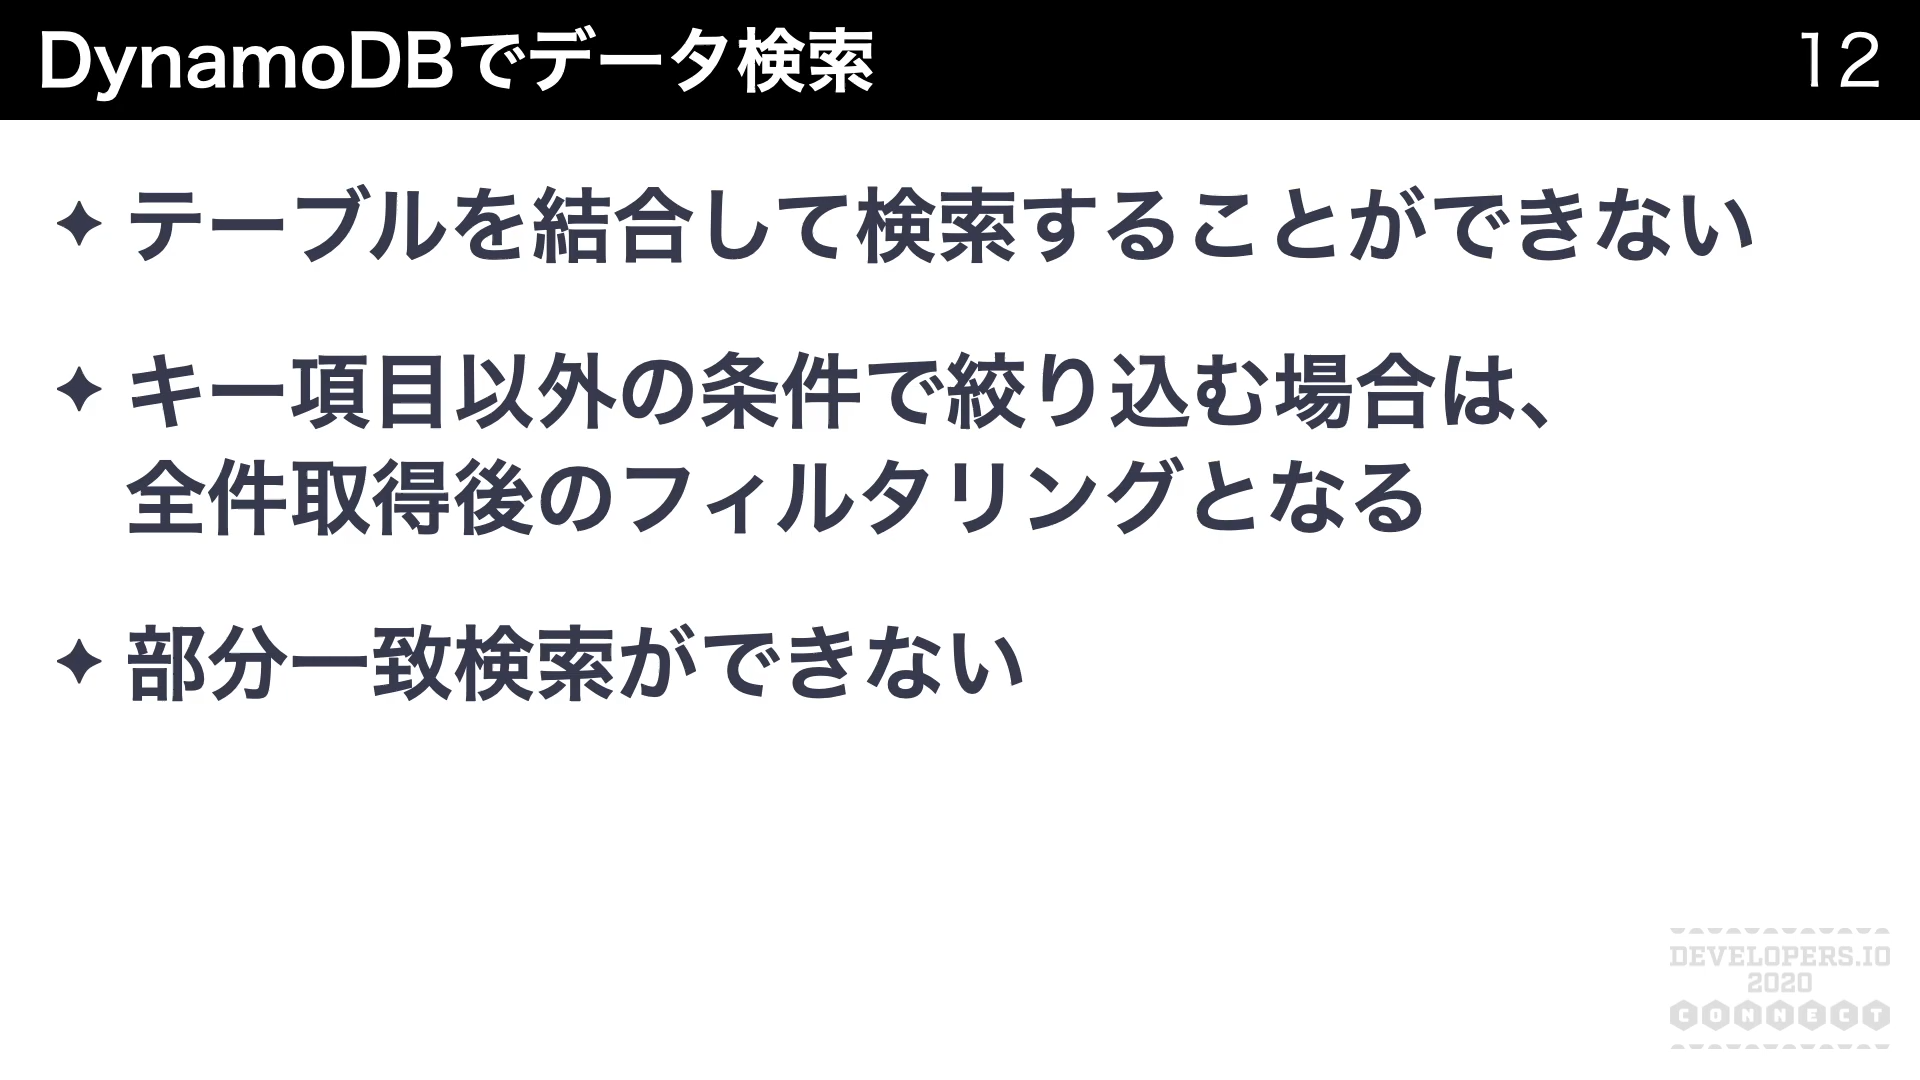 DynamoDBでデータ検索
12
✦ テーブルを結合して検索することができない
✦ キー項目以外の条件で絞り込む場合は、
全件取得後のフィルタリングとなる
✦ 部分一致検索ができない
DEVELOPERS.IO
2020
CONNECT